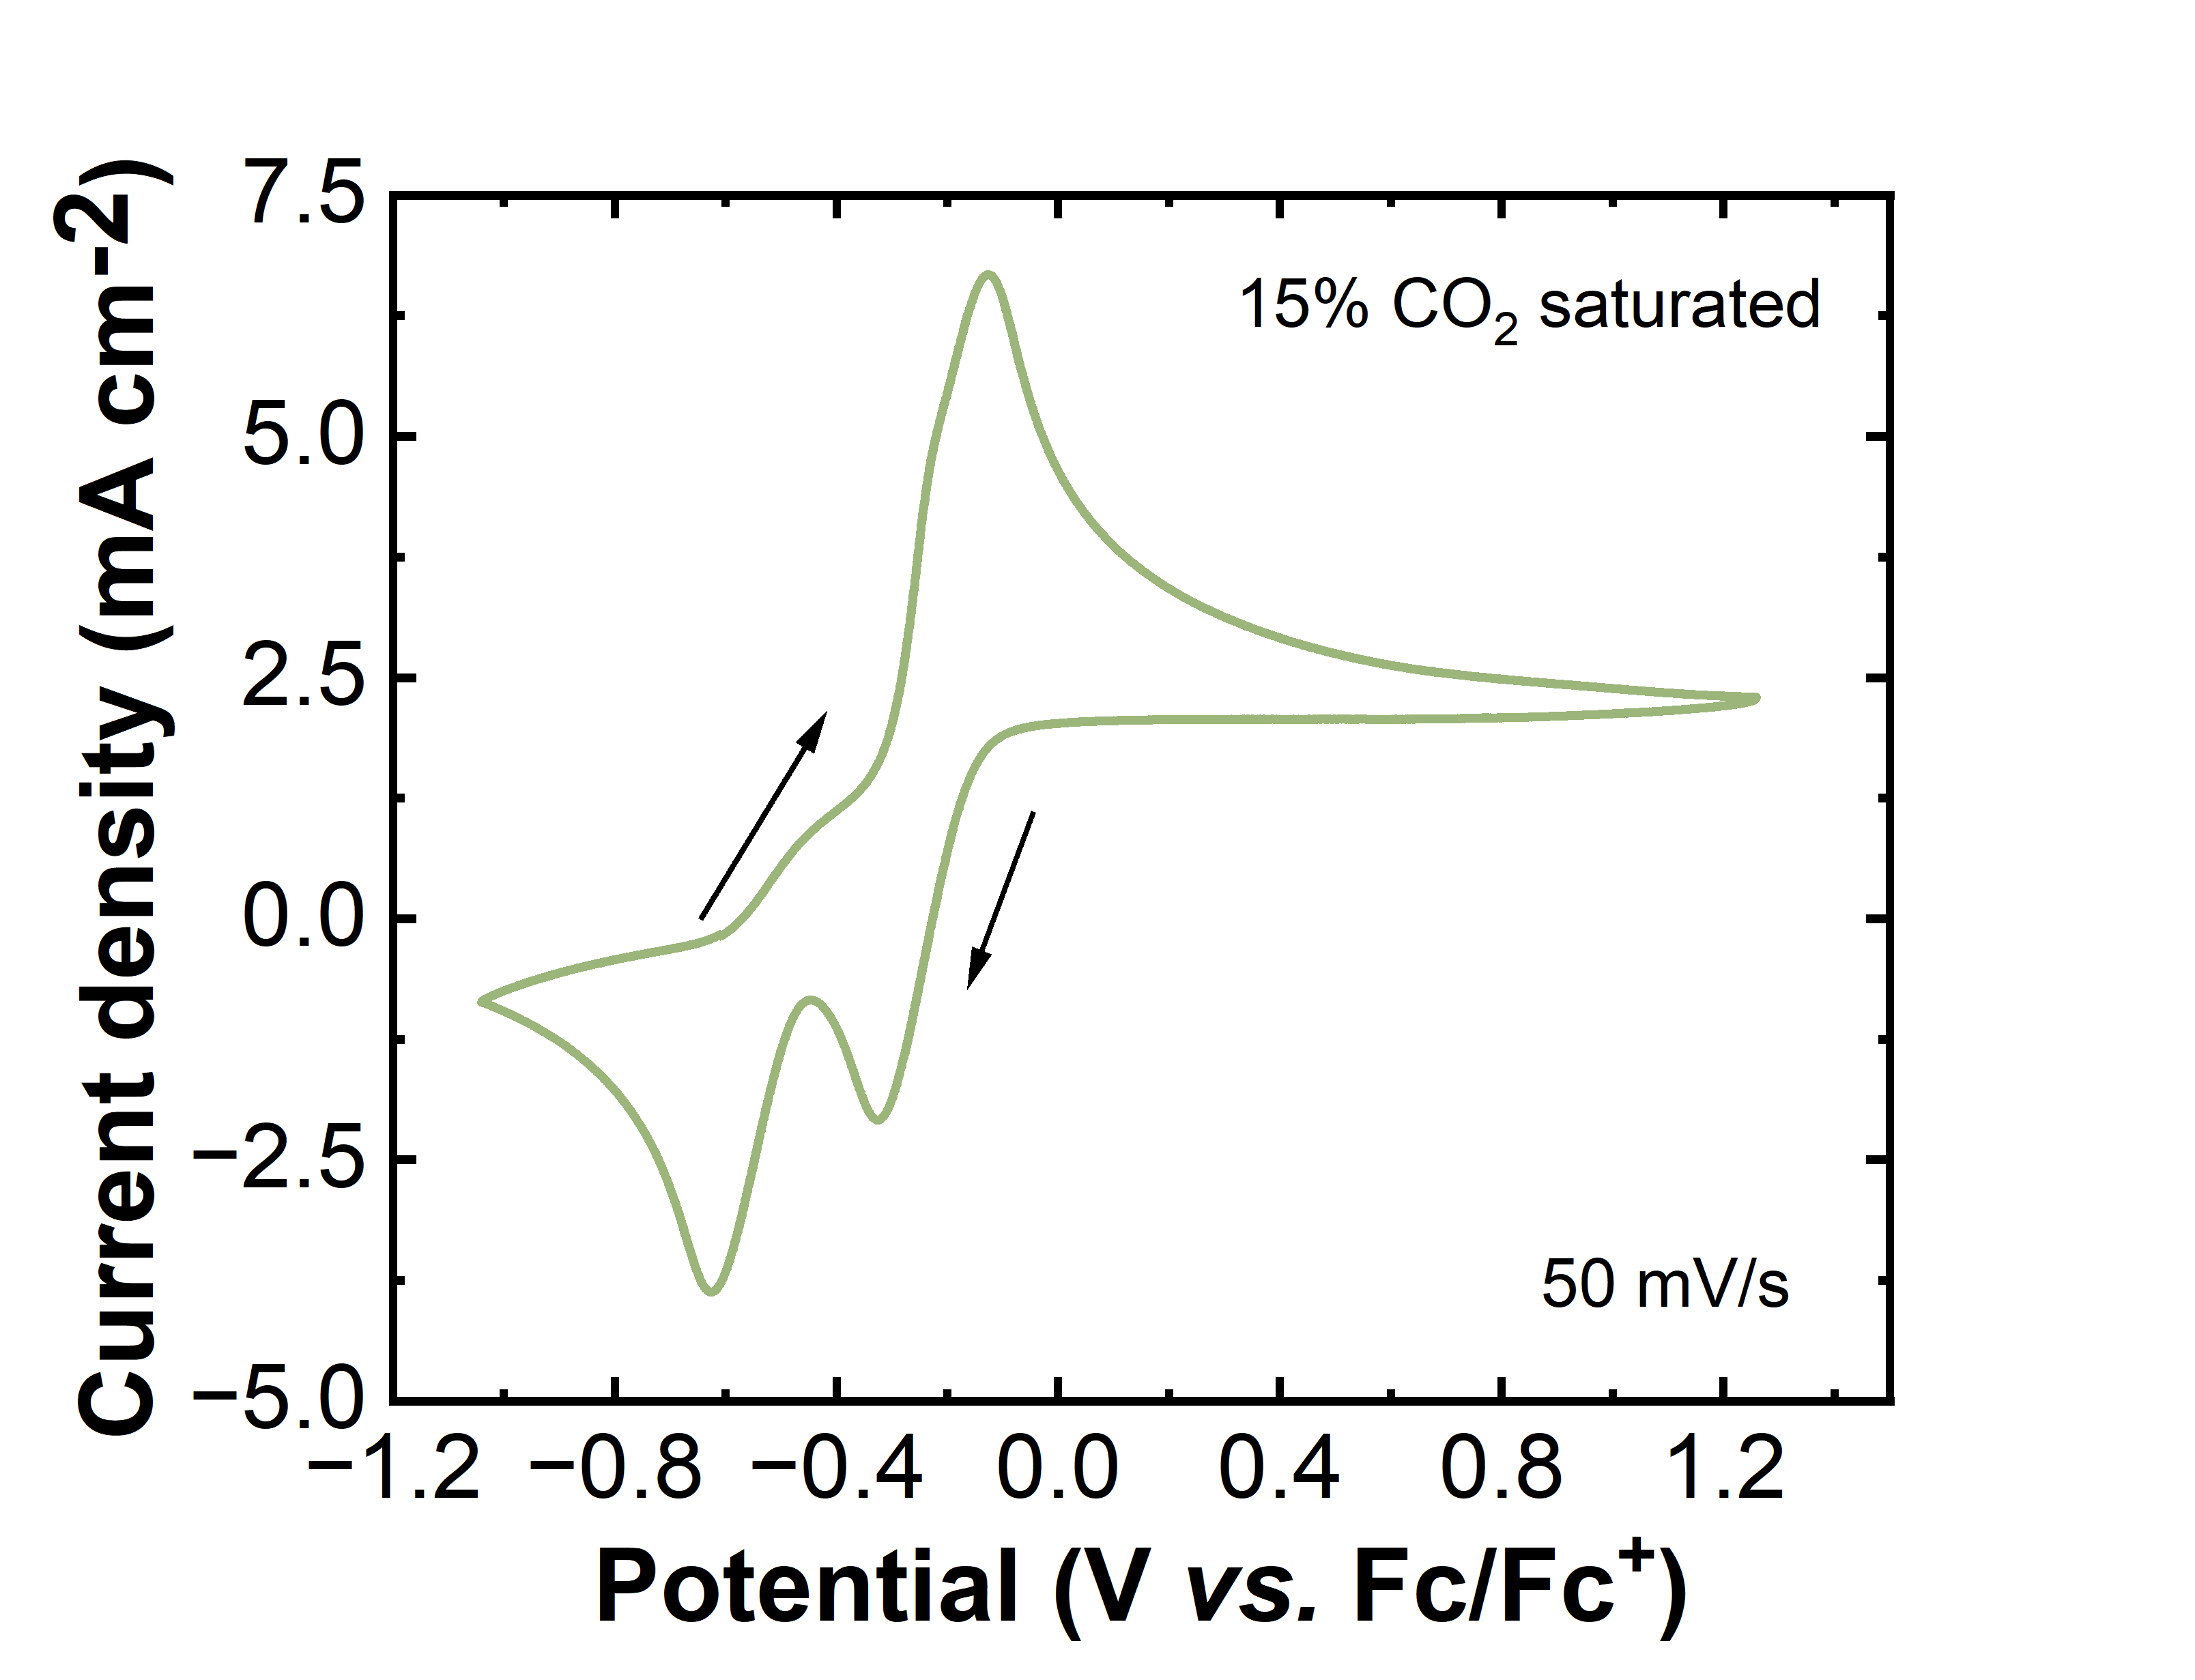 Current density (mA cm-2)
7.5
5.0
2.5
0.0
−2.5
−5.0
15% CO₂ saturated
50 mV/s
−1.2 −0.8 −0.4 0.0 0.4 0.8 1.2
Potential (V vs. Fc/Fc⁺)